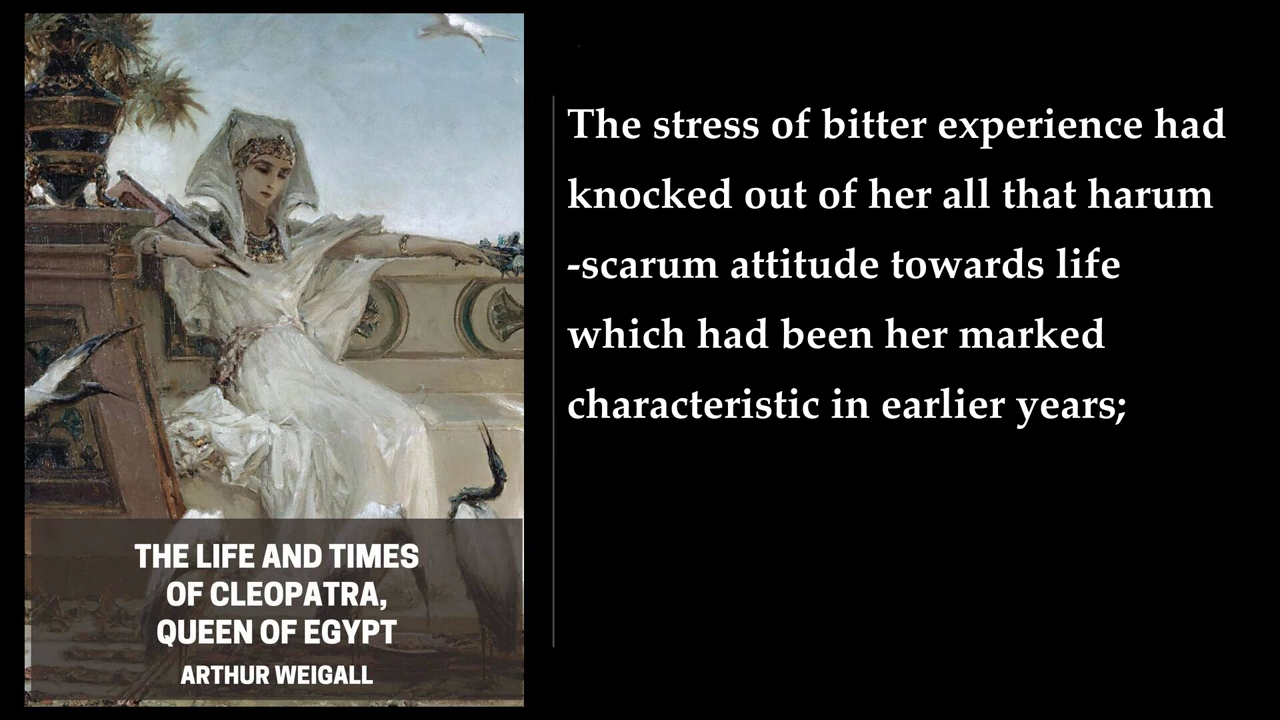 The stress of bitter experience had
knocked out of her all that harum
-scarum attitude towards life
which had been her marked
characteristic in earlier years;
THE LIFE AND TIMES
OF CLEOPATRA,
QUEEN OF EGYPT
ARTHUR WEIGALL